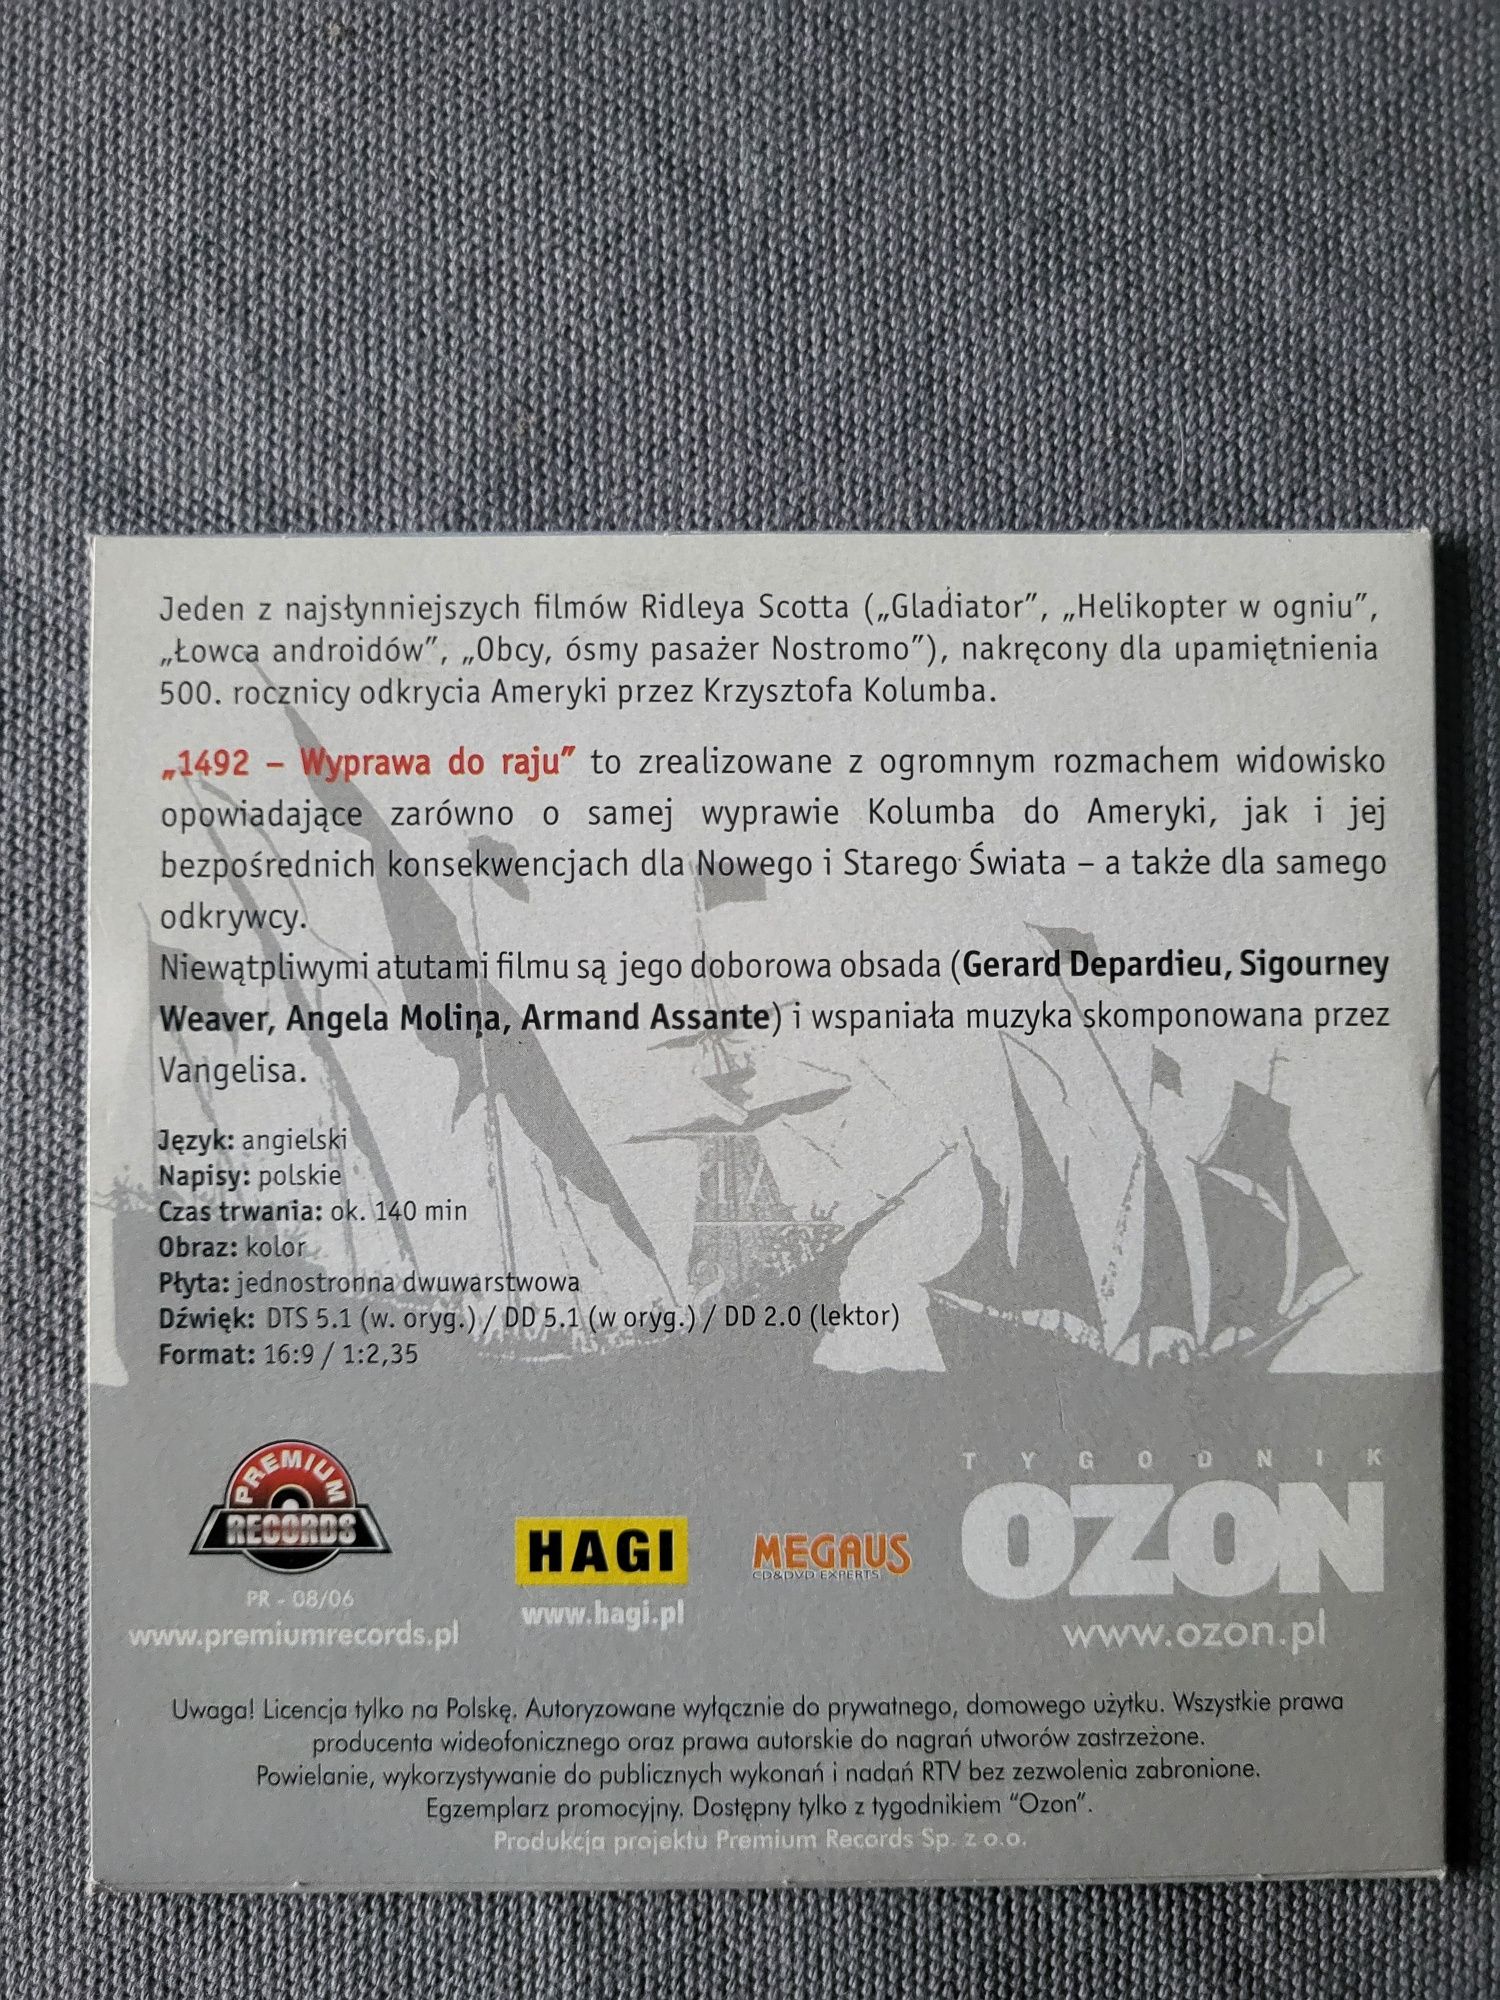 Jeden z najsłynniejszych filmów Ridleya Scotta („Gladiator”, „Helikopter w ogniu”,
„Łowca androidów”, „Obcy, ósmy pasażer Nostromo”), nakręcony dla upamiętnienia
500. rocznicy odkrycia Ameryki przez Krzysztofa Kolumba.
„1492 – Wyprawa do raju” to zrealizowane z ogromnym rozmachem widowisko
opowiadające zarówno o samej wyprawie Kolumba do Ameryki, jak i jej
bezpośrednich konsekwencjach dla Nowego i Starego Świata – a także dla samego
odkrywcy.
Niewątpliwymi atutami filmu są jego doborowa obsada (Gerard Depardieu, Sigourney
Weaver, Angela Molina, Armand Assante) i wspaniała muzyka skomponowana przez
Vangelisa.
Język: angielski
Napisy: polskie
Czas trwania: ok. 140 min
Obraz: kolor
Płyta: jednostronna dwuwarstwowa
Dźwięk: DTS 5.1 (w. oryg.) / DD 5.1 (w oryg.) / DD 2.0 (lektor)
Format: 16:9 / 1:2,35
PREMIUM
RECORDS
PR - 08/06
www.premiumrecords.pl
HAGI
www.hagi.pl
MEGAUS
CD&DVD EXPERTS
TYGODNIK
OZON
www.ozon.pl
Uwaga! Licencja tylko na Polskę. Autoryzowane wyłącznie do prywatnego, domowego użytku. Wszystkie prawa
producenta wideofonicznego oraz prawa autorskie do nagrań utworów zastrzeżone.
Powielanie, wykorzystywanie do publicznych wykonań i nadań RTV bez zezwolenia zabronione.
Egzemplarz promocyjny. Dostępny tylko z tygodnikiem “Ozon”.
Produkcja projektu Premium Records Sp. z o.o.